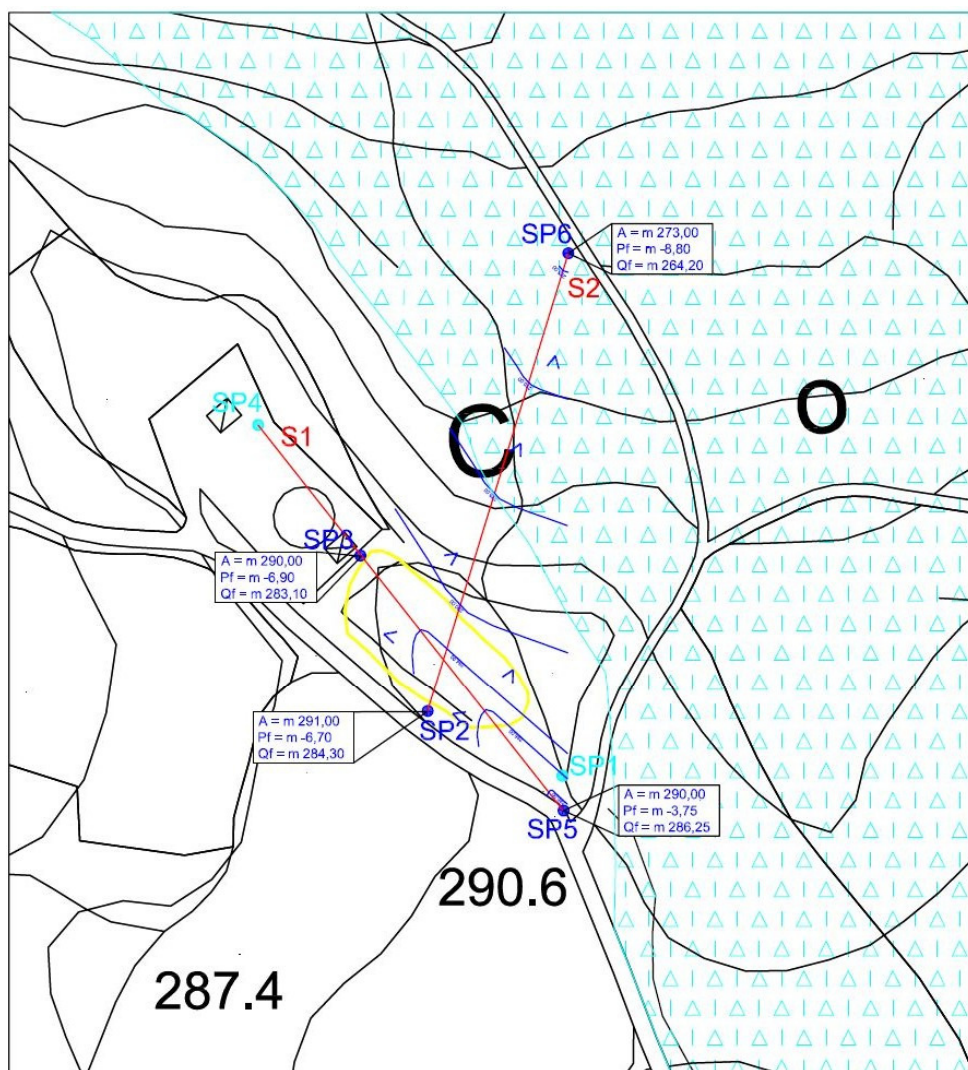 SP6
A = m 273,00
Pf = m -8,80
Qf = m 264,20
S2
SP4
S1
C
O
SP3
A = m 290,00
Pf = m -6,90
Qf = m 283,10
A = m 291,00
Pf = m -6,70
Qf = m 284,30
SP2
SP1
A = m 290,00
Pf = m -3,75
Qf = m 286,25
SP5
290.6
287.4